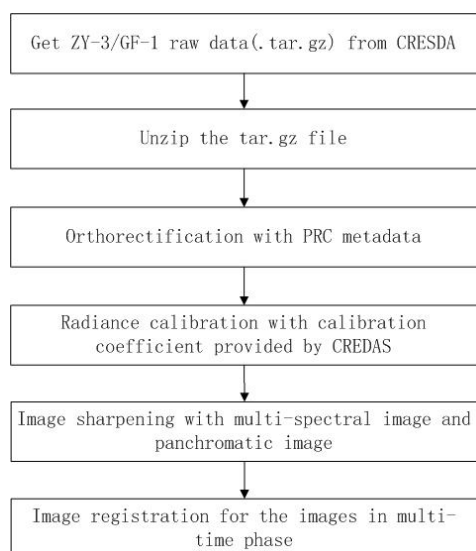 Get ZY-3/GF-1 raw data(.tar.gz) from CRESDA
Unzip the tar.gz file
Orthorectification with PRC metadata
Radiance calibration with calibration
coefficient provided by CREDAS
Image sharpening with multi-spectral image and
panchromatic image
Image registration for the images in multi-
time phase